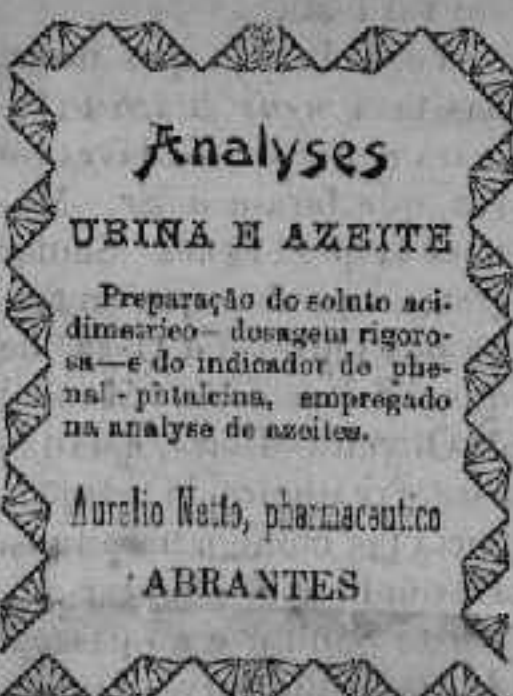 Analyses
URINA E AZEITE
Preparação do soluto aci-
dimetrico — dosagem rigoro-
sa — e do indicador de phe-
nal-phtaleina, empregado
na analyse de azeites.
Aurelio Netto, pharmaceutico
ABRANTES